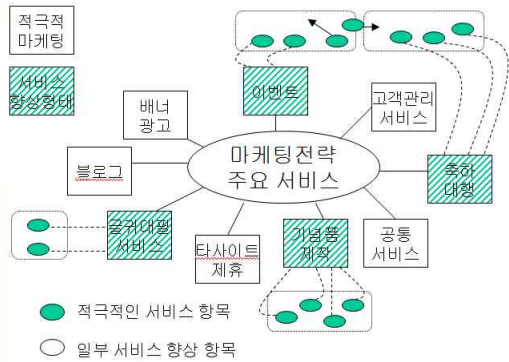 적극적
마케팅
서비스
향상형태
이벤트
고객관리
서비스
배너
광고
마케팅전략
주요 서비스
블로그
축하
대행
글귀대필
서비스
타사이트
제휴
기념품
제작
공통
서비스
적극적인 서비스 항목
일부 서비스 향상 항목